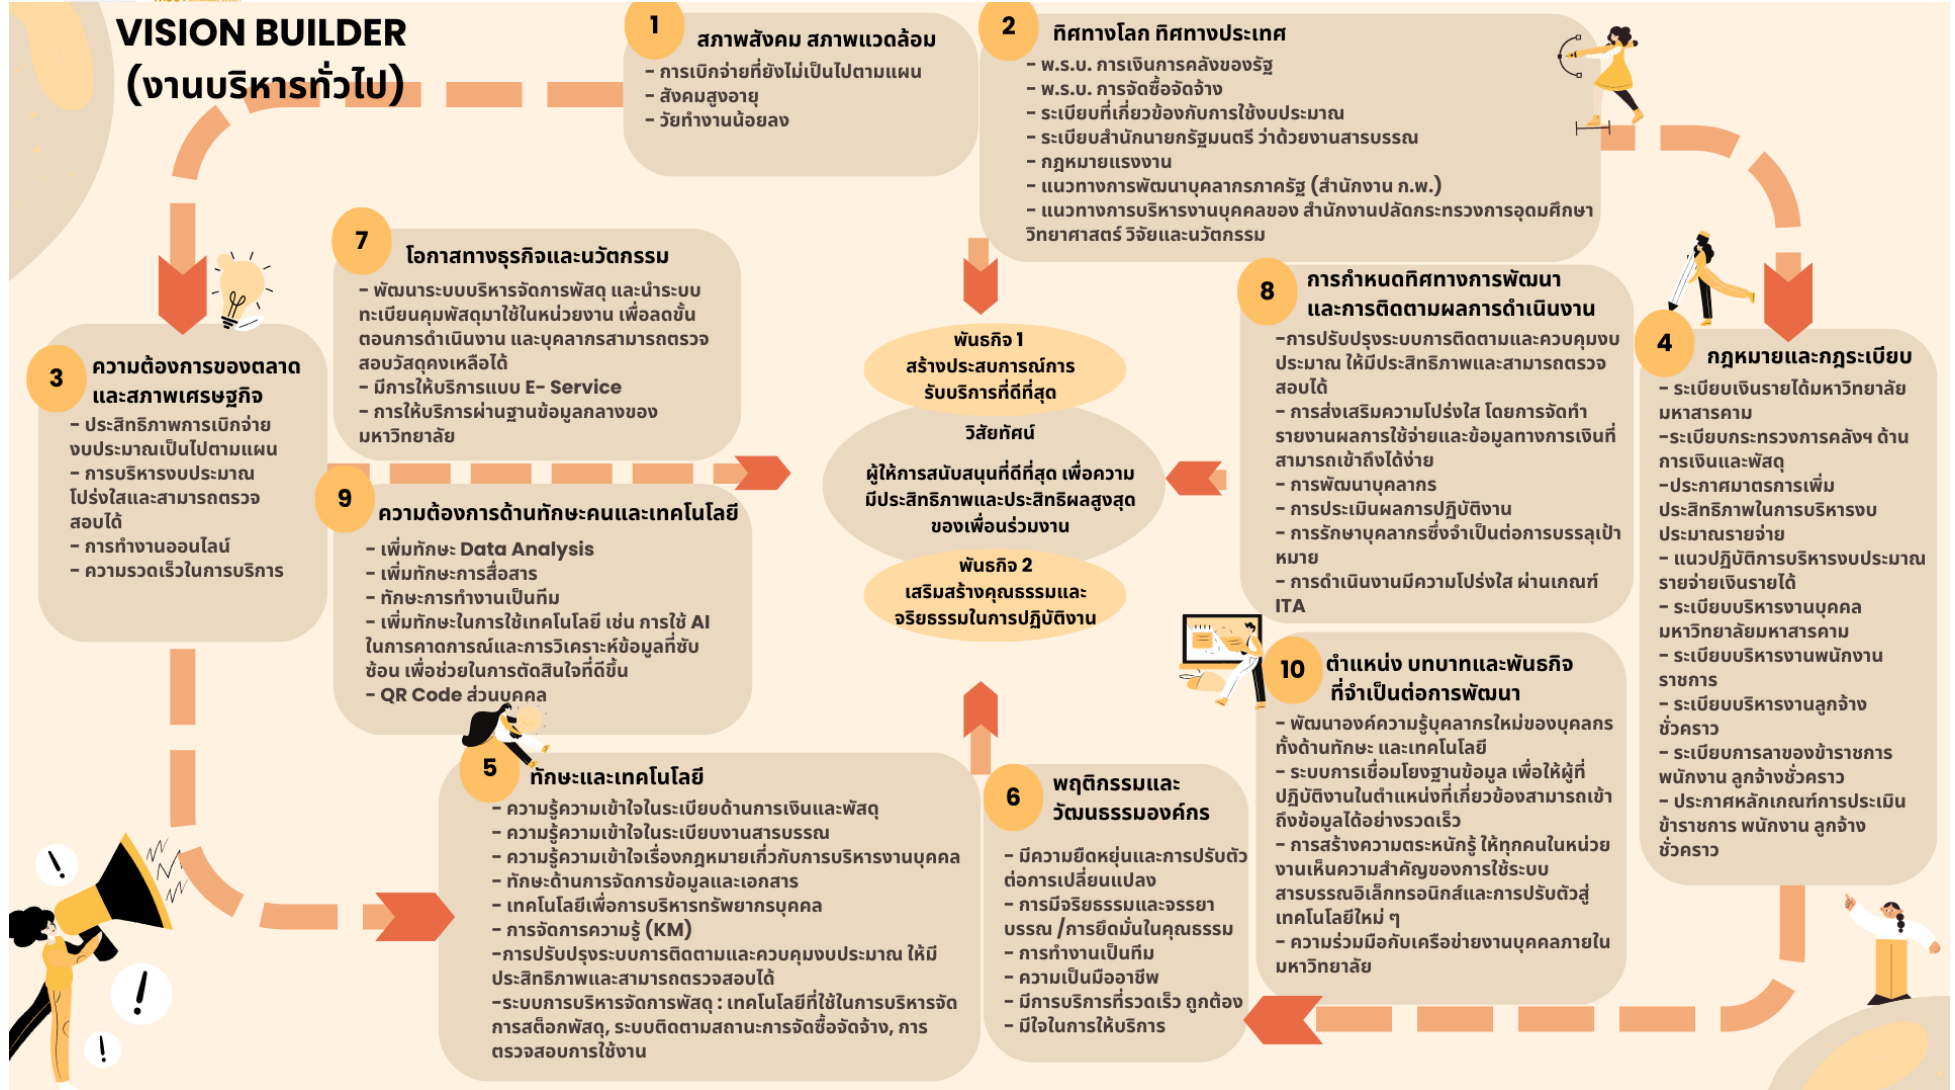 VISION BUILDER
(งานบริหารทั่วไป)
1
สภาพสังคม สภาพแวดล้อม
- การเบิกจ่ายที่ยังไม่เป็นไปตามแผน
- สังคมสูงอายุ
- วัยทำงานน้อยลง
2
ทิศทางโลก ทิศทางประเทศ
- พ.ร.บ. การเงินการคลังของรัฐ
- พ.ร.บ. การจัดซื้อจัดจ้าง
- ระเบียบที่เกี่ยวข้องกับการใช้งบประมาณ
- ระเบียบสำนักนายกรัฐมนตรี ว่าด้วยงานสารบรรณ
- กฎหมายแรงงาน
- แนวทางการพัฒนาบุคลากรภาครัฐ (สำนักงาน ก.พ.)
- แนวทางการบริหารงานบุคคลของ สำนักงานปลัดกระทรวงการอุดมศึกษา
วิทยาศาสตร์ วิจัยและนวัตกรรม
3
ความต้องการของตลาด
และสภาพเศรษฐกิจ
- ประสิทธิภาพการเบิกจ่าย
งบประมาณเป็นไปตามแผน
- การบริหารงบประมาณ
โปร่งใสและสามารถตรวจ
สอบได้
- การทำงานออนไลน์
- ความรวดเร็วในการบริการ
7
โอกาสทางธุรกิจและนวัตกรรม
- พัฒนาระบบบริหารจัดการพัสดุ และนำระบบ
ทะเบียนคุมพัสดุมาใช้ในหน่วยงาน เพื่อลดขั้น
ตอนการดำเนินงาน และบุคลากรสามารถตรวจ
สอบวัสดุคงเหลือได้
- มีการให้บริการแบบ E- Service
- การให้บริการผ่านฐานข้อมูลกลางของ
มหาวิทยาลัย
9
ความต้องการด้านทักษะคนและเทคโนโลยี
- เพิ่มทักษะ Data Analysis
- เพิ่มทักษะการสื่อสาร
- ทักษะการทำงานเป็นทีม
- เพิ่มทักษะในการใช้เทคโนโลยี เช่น การใช้ AI
ในการคาดการณ์และการวิเคราะห์ข้อมูลที่ซับ
ซ้อน เพื่อช่วยในการตัดสินใจที่ดีขึ้น
- QR Code ส่วนบุคคล
พันธกิจ 1
สร้างประสบการณ์การ
รับบริการที่ดีที่สุด
วิสัยทัศน์
ผู้ให้การสนับสนุนที่ดีที่สุด เพื่อความ
มีประสิทธิภาพและประสิทธิผลสูงสุด
ของเพื่อนร่วมงาน
พันธกิจ 2
เสริมสร้างคุณธรรมและ
จริยธรรมในการปฏิบัติงาน
8
การกำหนดทิศทางการพัฒนา
และการติดตามผลการดำเนินงาน
-การปรับปรุงระบบการติดตามและควบคุมงบ
ประมาณ ให้มีประสิทธิภาพและสามารถตรวจ
สอบได้
- การส่งเสริมความโปร่งใส โดยการจัดทำ
รายงานผลการใช้จ่ายและข้อมูลทางการเงินที่
สามารถเข้าถึงได้ง่าย
- การพัฒนาบุคลากร
- การประเมินผลการปฏิบัติงาน
- การรักษาบุคลากรซึ่งจำเป็นต่อการบรรลุเป้า
หมาย
- การดำเนินงานมีความโปร่งใส ผ่านเกณฑ์
ITA
4
กฎหมายและกฎระเบียบ
- ระเบียบเงินรายได้มหาวิทยาลัย
มหาสารคาม
-ระเบียบกระทรวงการคลังฯ ด้าน
การเงินและพัสดุ
-ประกาศมาตรการเพิ่ม
ประสิทธิภาพในการบริหารงบ
ประมาณรายจ่าย
- แนวปฏิบัติการบริหารงบประมาณ
รายจ่ายเงินรายได้
- ระเบียบบริหารงานบุคคล
มหาวิทยาลัยมหาสารคาม
- ระเบียบบริหารงานพนักงาน
ราชการ
- ระเบียบบริหารงานลูกจ้าง
ชั่วคราว
- ระเบียบการลาของข้าราชการ
พนักงาน ลูกจ้างชั่วคราว
- ประกาศหลักเกณฑ์การประเมิน
ข้าราชการ พนักงาน ลูกจ้าง
ชั่วคราว
10
ตำแหน่ง บทบาทและพันธกิจ
ที่จำเป็นต่อการพัฒนา
- พัฒนาองค์ความรู้บุคลากรใหม่ของบุคลกร
ทั้งด้านทักษะ และเทคโนโลยี
- ระบบการเชื่อมโยงฐานข้อมูล เพื่อให้ผู้ที่
ปฏิบัติงานในตำแหน่งที่เกี่ยวข้องสามารถเข้า
ถึงข้อมูลได้อย่างรวดเร็ว
- การสร้างความตระหนักรู้ ให้ทุกคนในหน่วย
งานเห็นความสำคัญของการใช้ระบบ
สารบรรณอิเล็กทรอนิกส์และการปรับตัวสู่
เทคโนโลยีใหม่ ๆ
- ความร่วมมือกับเครือข่ายงานบุคคลภายใน
มหาวิทยาลัย
5
ทักษะและเทคโนโลยี
- ความรู้ความเข้าใจในระเบียบด้านการเงินและพัสดุ
- ความรู้ความเข้าใจในระเบียบงานสารบรรณ
- ความรู้ความเข้าใจเรื่องกฎหมายเกี่วกับการบริหารงานบุคคล
- ทักษะด้านการจัดการข้อมูลและเอกสาร
- เทคโนโลยีเพื่อการบริหารทรัพยากรบุคคล
- การจัดการความรู้ (KM)
-การปรับปรุงระบบการติดตามและควบคุมงบประมาณ ให้มี
ประสิทธิภาพและสามารถตรวจสอบได้
-ระบบการบริหารจัดการพัสดุ : เทคโนโลยีที่ใช้ในการบริหารจัด
การสต็อกพัสดุ, ระบบติดตามสถานะการจัดซื้อจัดจ้าง, การ
ตรวจสอบการใช้งาน
6
พฤติกรรมและ
วัฒนธรรมองค์กร
- มีความยืดหยุ่นและการปรับตัว
ต่อการเปลี่ยนแปลง
- การมีจริยธรรมและจรรยา
บรรณ /การยึดมั่นในคุณธรรม
- การทำงานเป็นทีม
- ความเป็นมืออาชีพ
- มีการบริการที่รวดเร็ว ถูกต้อง
- มีใจในการให้บริการ